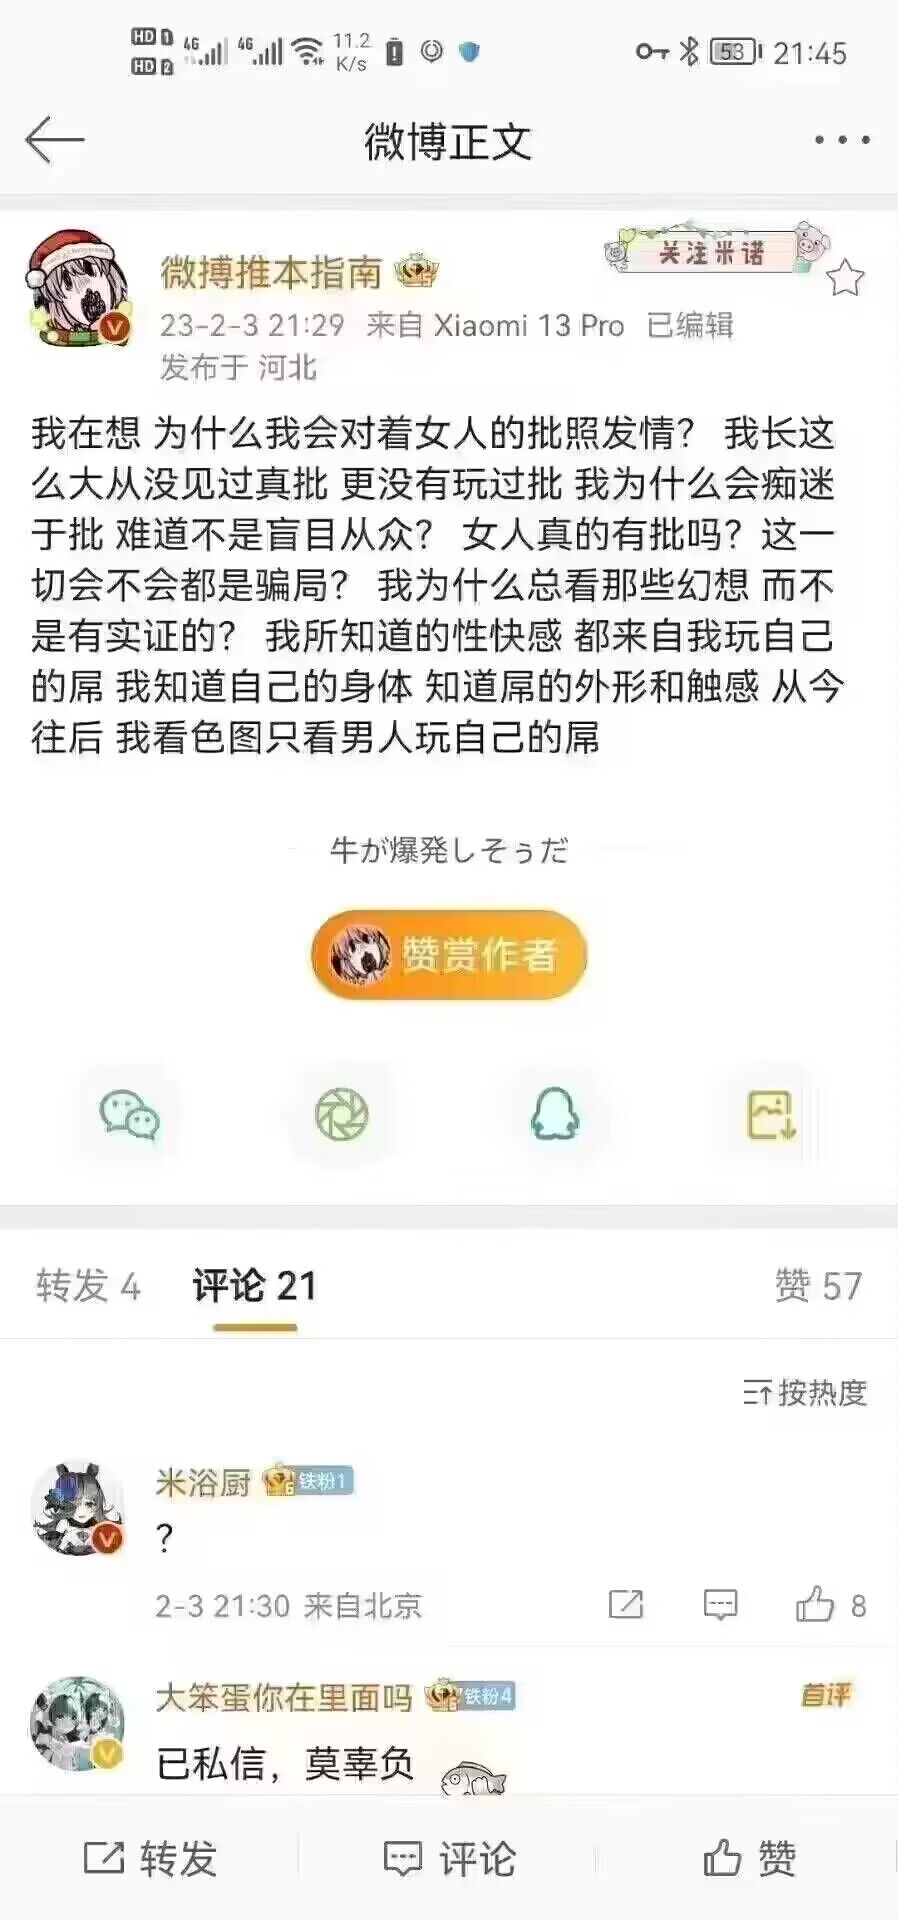 HD 1 4G 4G 11.2 53 21:45
HD 2 K/s
微博正文
微搏推本指南
关注米诺
23-2-3 21:29 来自 Xiaomi 13 Pro 已编辑
发布于 河北
我在想 为什么我会对着女人的批照发情？ 我长这
么大从没见过真批 更没有玩过批 我为什么会痴迷
于批 难道不是盲目从众？ 女人真的有批吗？这一
切会不会都是骗局？ 我为什么总看那些幻想 而不
是有实证的？ 我所知道的性快感 都来自我玩自己
的屌 我知道自己的身体 知道屌的外形和触感 从今
往后 我看色图只看男人玩自己的屌
牛が爆発しそぅだ
赞赏作者
转发 4 评论 21 赞 57
按热度
米浴厨 6 铁粉1
？
2-3 21:30 来自北京 8
大笨蛋你在里面吗 铁粉4 首评
已私信，莫辜负
转发 评论 赞